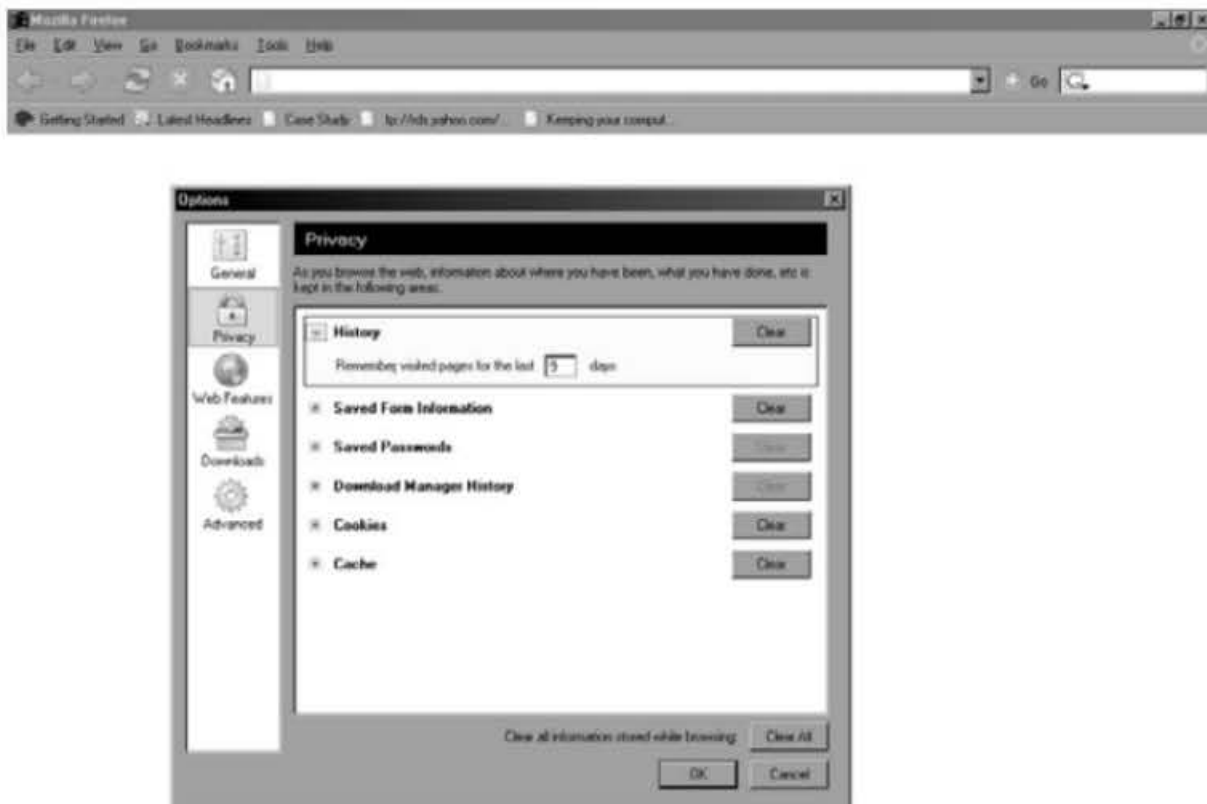 Mozilla Firefox
File Edit View Go Bookmarks Tools Help
Go
Getting Started Latest Headlines Case Study Keeping your comput...
Options
Privacy
General
As you browse the web, information about where you have been, what you have done, etc is
kept in the following areas.
Privacy
History Clear
Remember visited pages for the last days
Web Features
Saved Form Information Clear
Saved Passwords
Downloads
Download Manager History Clear
Advanced
Cookies Clear
Cache Clear
Clear all information stored while browsing: Clear All
OK Cancel